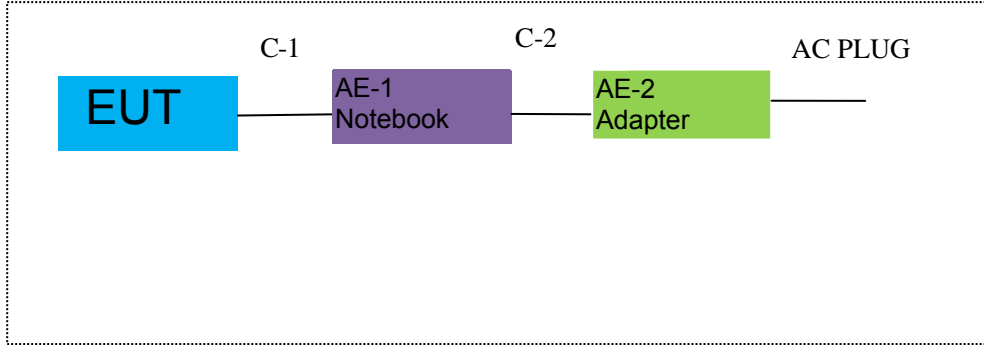 C-1
C-2
AC PLUG
EUT
AE-1
Notebook
AE-2
Adapter